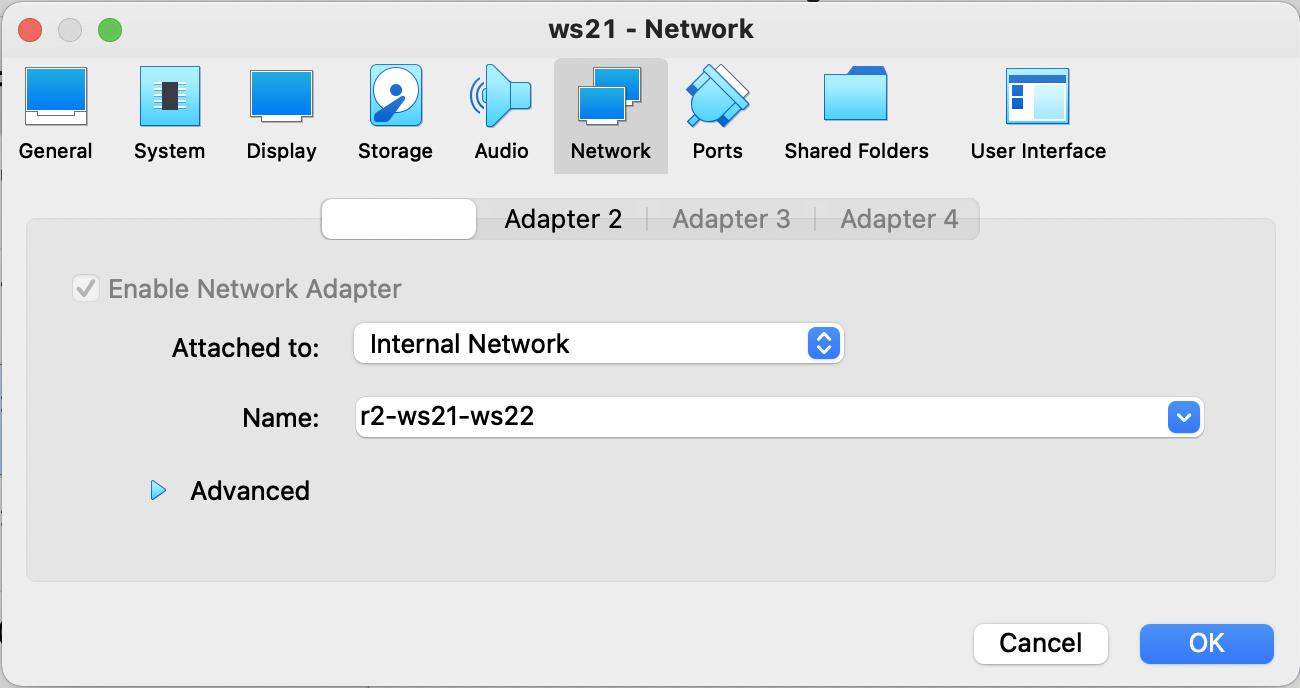 ws21 - Network
General System Display Storage Audio Network Ports Shared Folders User Interface
Adapter 2 Adapter 3 Adapter 4
Enable Network Adapter
Attached to: Internal Network
Name: r2-ws21-ws22
Advanced
Cancel OK